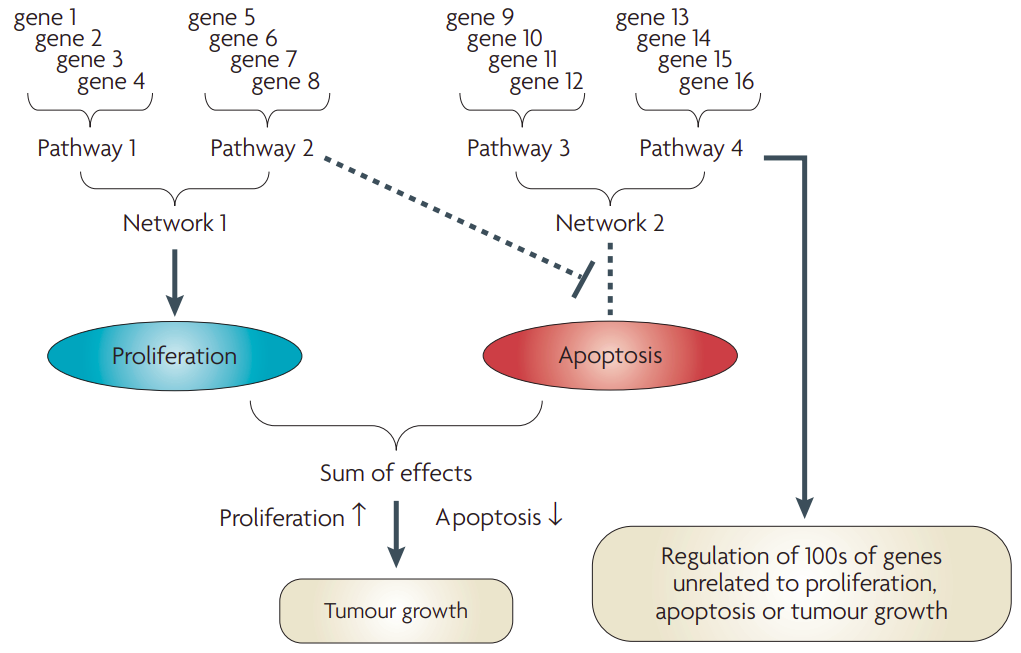 gene 1
gene 2
gene 3
gene 4
gene 5
gene 6
gene 7
gene 8
gene 9
gene 10
gene 11
gene 12
gene 13
gene 14
gene 15
gene 16
Pathway 1
Pathway 2
Pathway 3
Pathway 4
Network 1
Network 2
Proliferation
Apoptosis
Sum of effects
Proliferation ↑
Apoptosis ↓
Tumour growth
Regulation of 100s of genes
unrelated to proliferation,
apoptosis or tumour growth